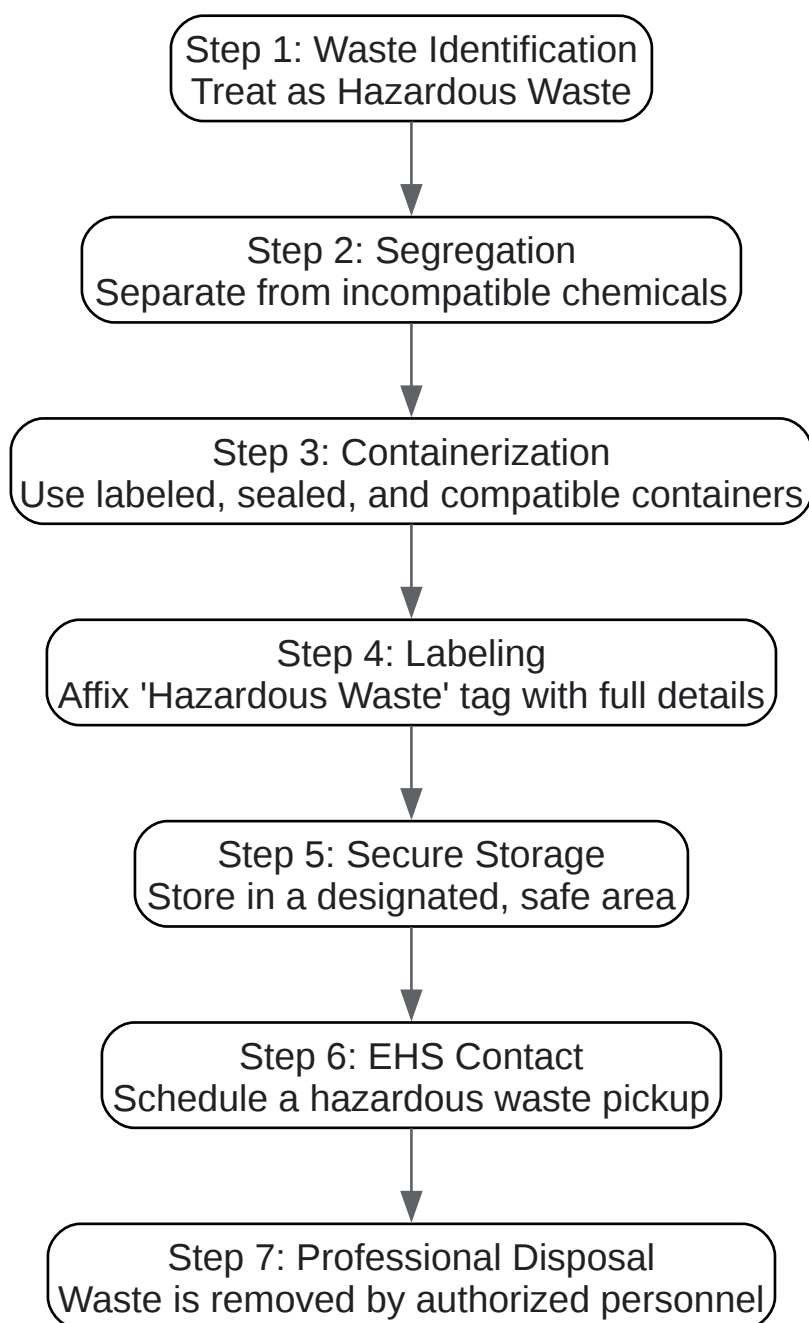 Step 1: Waste Identification
Treat as Hazardous Waste
Step 2: Segregation
Separate from incompatible chemicals
Step 3: Containerization
Use labeled, sealed, and compatible containers
Step 4: Labeling
Affix 'Hazardous Waste' tag with full details
Step 5: Secure Storage
Store in a designated, safe area
Step 6: EHS Contact
Schedule a hazardous waste pickup
Step 7: Professional Disposal
Waste is removed by authorized personnel